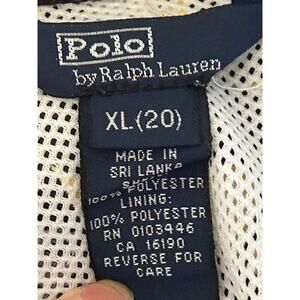 Polo
by Ralph Lauren
XL (20)
MADE IN
SRI LANKA
POLYESTER
LINING:
100% POLYESTER
RN 0103446
CA 16190
REVERSE FOR
CARE